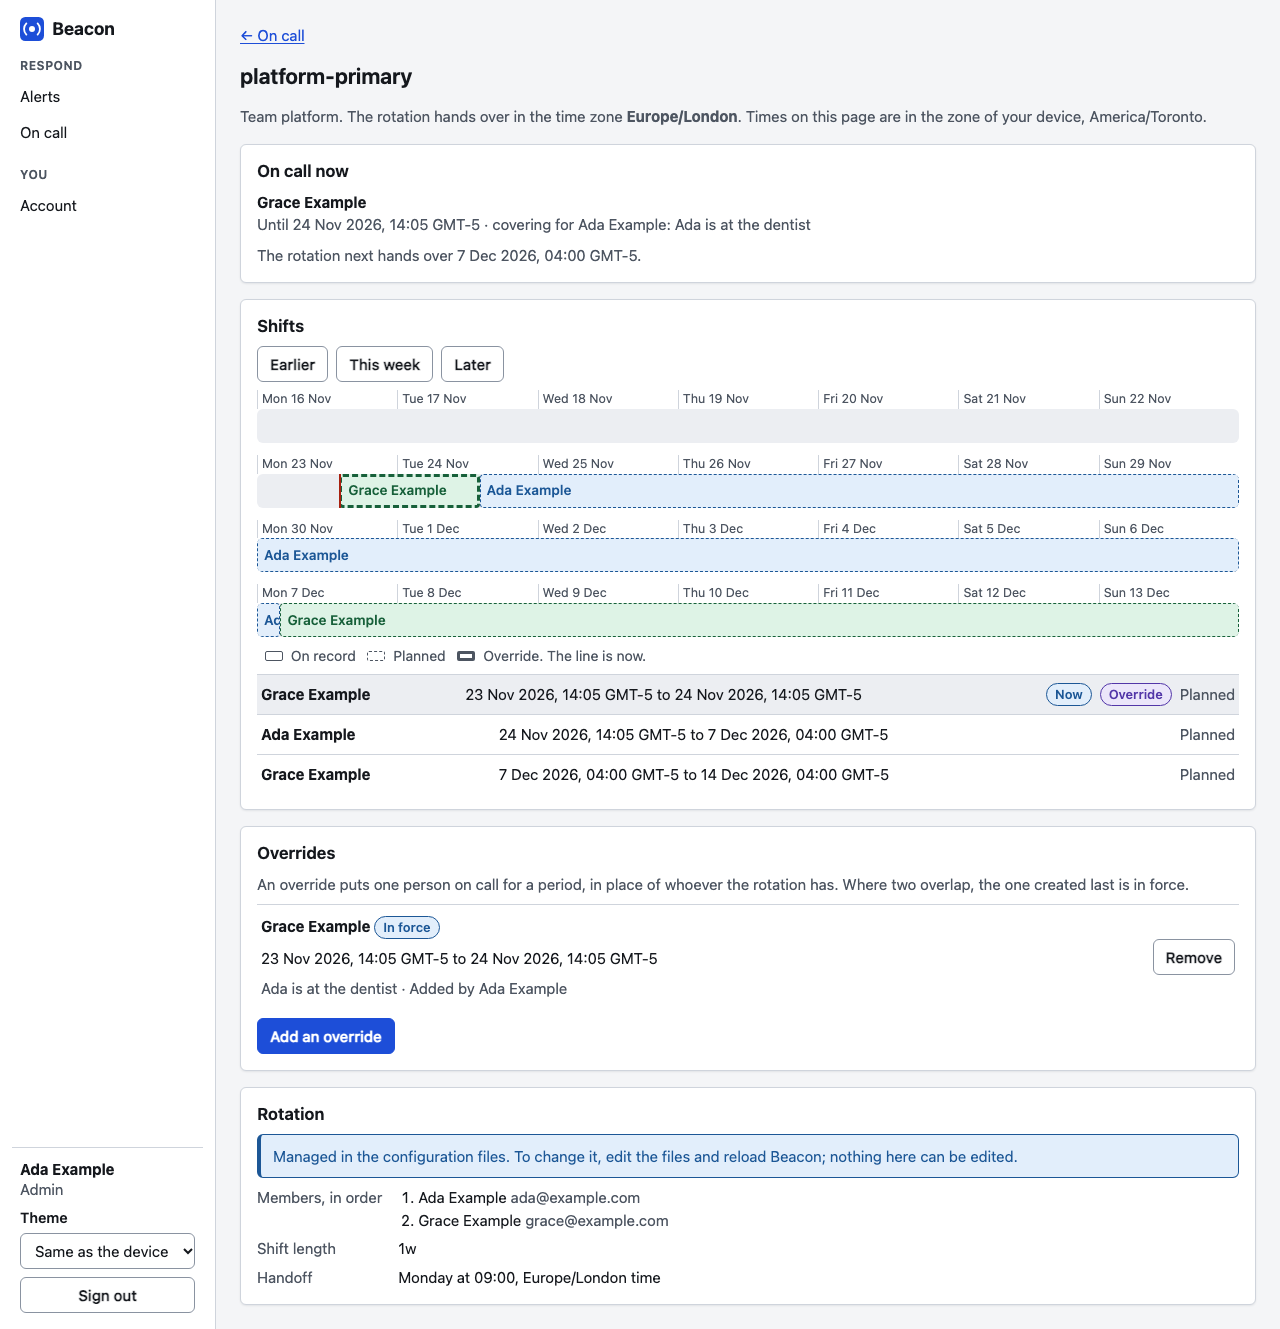 Beacon
RESPOND
Alerts
On call
YOU
Account
Ada Example
Admin
Theme
Same as the device
Sign out
← On call
platform-primary
Team platform. The rotation hands over in the time zone Europe/London. Times on this page are in the zone of your device, America/Toronto.
On call now
Grace Example
Until 24 Nov 2026, 14:05 GMT-5 · covering for Ada Example: Ada is at the dentist
The rotation next hands over 7 Dec 2026, 04:00 GMT-5.
Shifts
Earlier This week Later
Mon 16 Nov Tue 17 Nov Wed 18 Nov Thu 19 Nov Fri 20 Nov Sat 21 Nov Sun 22 Nov
Mon 23 Nov Tue 24 Nov Wed 25 Nov Thu 26 Nov Fri 27 Nov Sat 28 Nov Sun 29 Nov
Grace Example Ada Example
Mon 30 Nov Tue 1 Dec Wed 2 Dec Thu 3 Dec Fri 4 Dec Sat 5 Dec Sun 6 Dec
Ada Example
Mon 7 Dec Tue 8 Dec Wed 9 Dec Thu 10 Dec Fri 11 Dec Sat 12 Dec Sun 13 Dec
Ad Grace Example
On record Planned Override. The line is now.
Grace Example 23 Nov 2026, 14:05 GMT-5 to 24 Nov 2026, 14:05 GMT-5 Now Override Planned
Ada Example 24 Nov 2026, 14:05 GMT-5 to 7 Dec 2026, 04:00 GMT-5 Planned
Grace Example 7 Dec 2026, 04:00 GMT-5 to 14 Dec 2026, 04:00 GMT-5 Planned
Overrides
An override puts one person on call for a period, in place of whoever the rotation has. Where two overlap, the one created last is in force.
Grace Example In force
23 Nov 2026, 14:05 GMT-5 to 24 Nov 2026, 14:05 GMT-5
Remove
Ada is at the dentist · Added by Ada Example
Add an override
Rotation
Managed in the configuration files. To change it, edit the files and reload Beacon; nothing here can be edited.
Members, in order 1. Ada Example ada@example.com
2. Grace Example grace@example.com
Shift length 1w
Handoff Monday at 09:00, Europe/London time